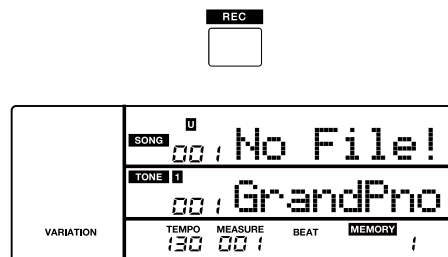 REC
U
SONG 001 No File!
TONE 1
001 GrandPno
VARIATION TEMPO MEASURE BEAT MEMORY
130 001 1